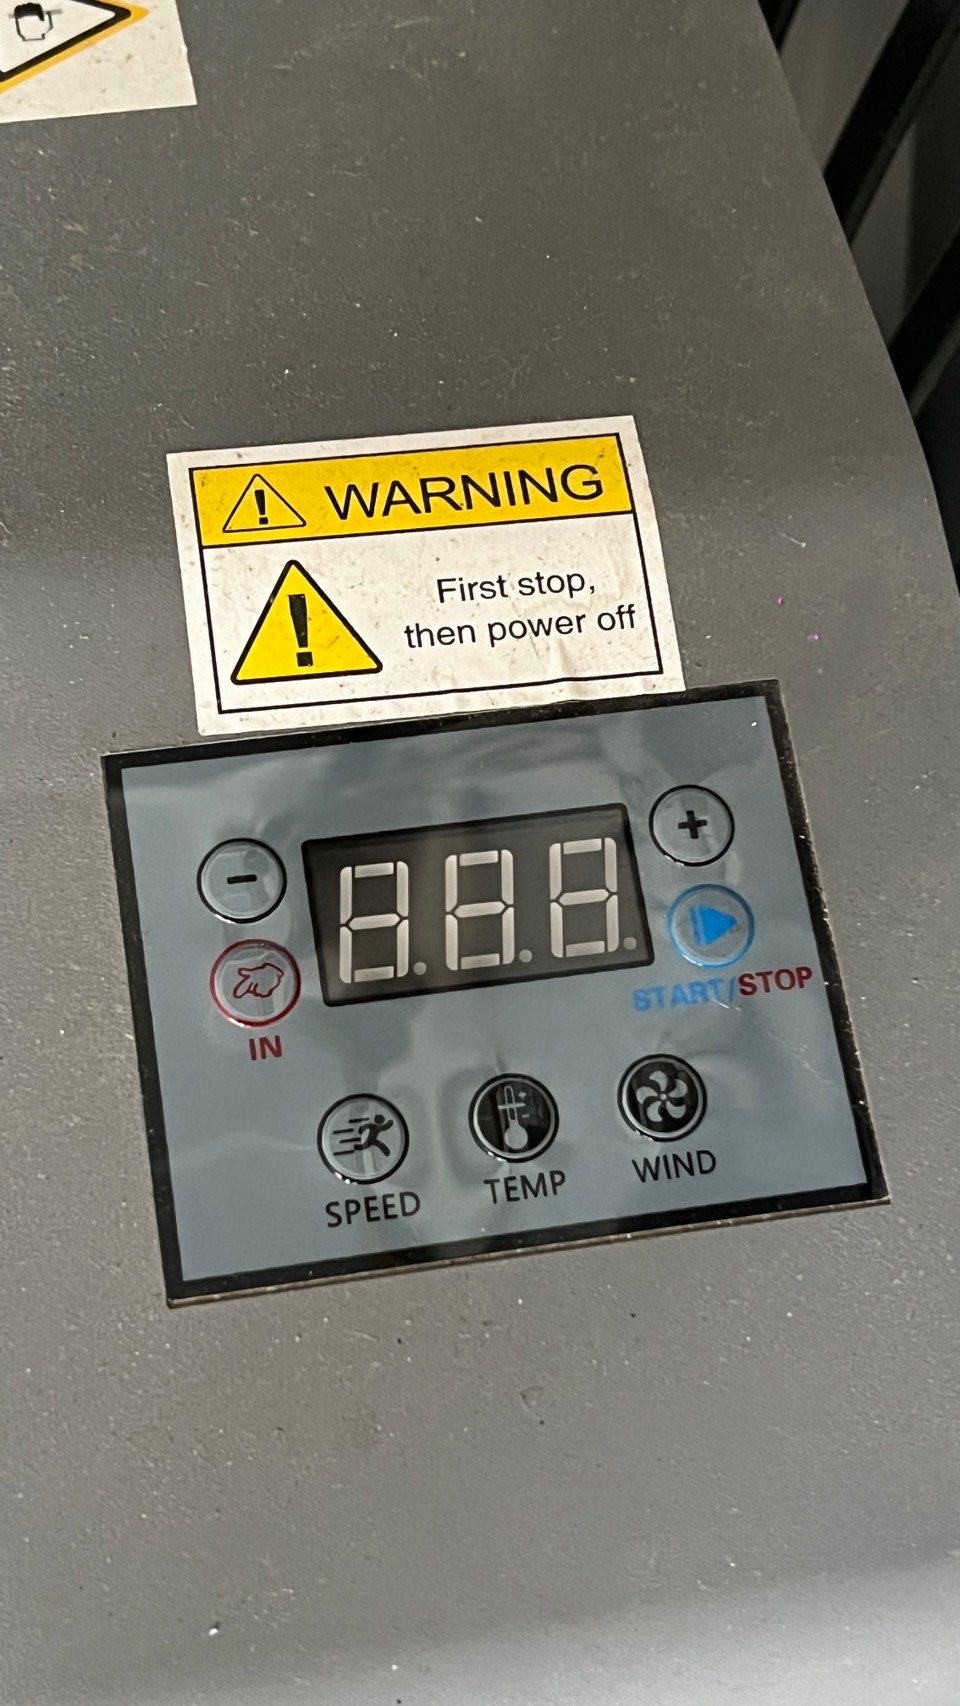 WARNING
First stop,
then power off
-
+
IN
START/STOP
SPEED
TEMP
WIND